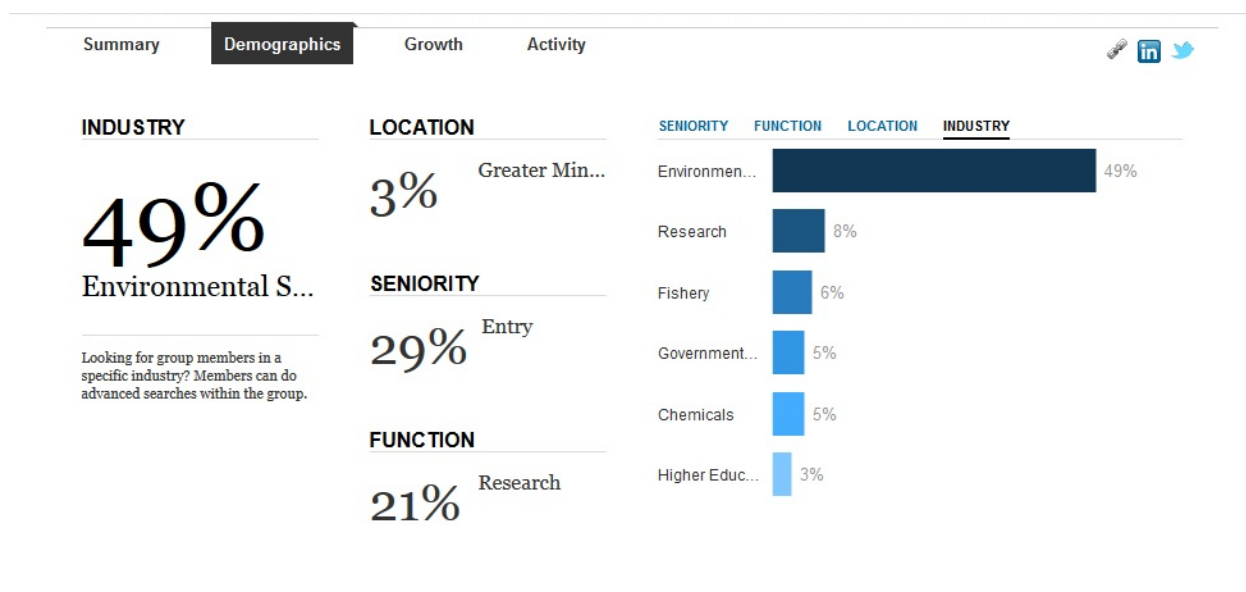 Summary
Demographics
Growth
Activity
in
INDUSTRY
49%
Environmental S...
Looking for group members in a
specific industry? Members can do
advanced searches within the group.
LOCATION
3%
Greater Min...
SENIORITY
29%
Entry
FUNCTION
21%
Research
SENIORITY FUNCTION LOCATION INDUSTRY
Environmen... 49%
Research 8%
Fishery 6%
Government... 5%
Chemicals 5%
Higher Educ... 3%